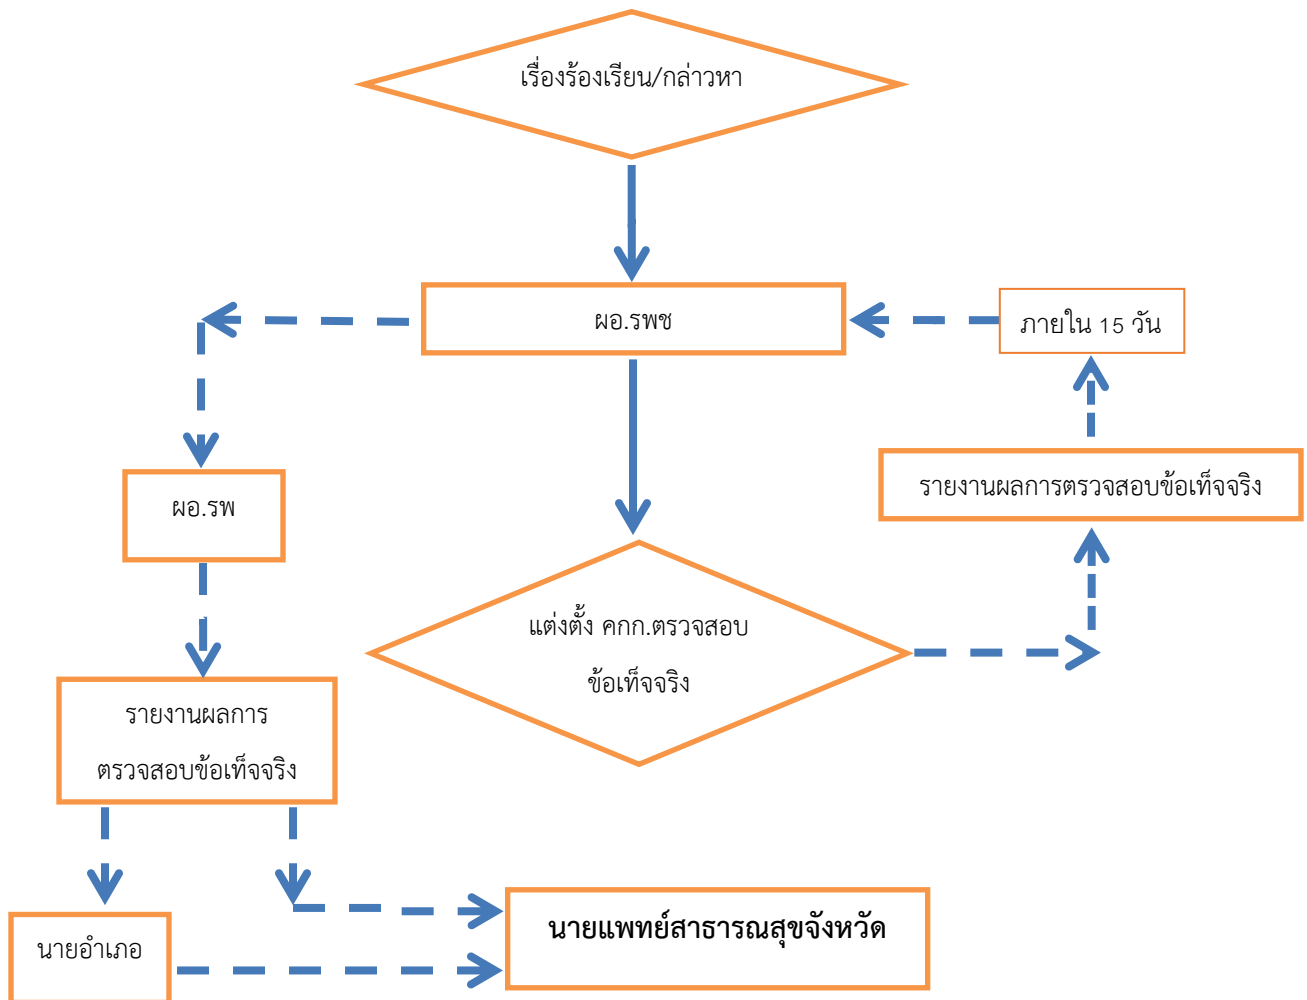 เรื่องร้องเรียน/กล่าวหา
ผอ.รพช
ภายใน 15 วัน
รายงานผลการตรวจสอบข้อเท็จจริง
ผอ.รพ
แต่งตั้ง คกก.ตรวจสอบ
ข้อเท็จจริง
รายงานผลการ
ตรวจสอบข้อเท็จจริง
นายแพทย์สาธารณสุขจังหวัด
นายอำเภอ